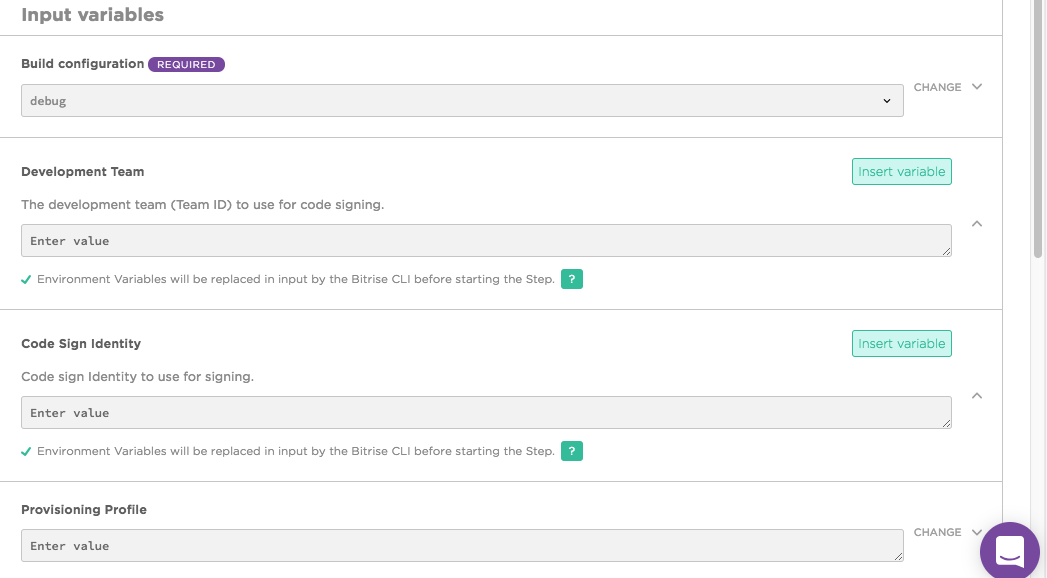 Input variables
Build configuration REQUIRED
debug
CHANGE
Development Team
Insert variable
The development team (Team ID) to use for code signing.
Enter value
Environment Variables will be replaced in input by the Bitrise CLI before starting the Step. ?
Code Sign Identity
Insert variable
Code sign Identity to use for signing.
Enter value
Environment Variables will be replaced in input by the Bitrise CLI before starting the Step. ?
Provisioning Profile
Enter value
CHANGE